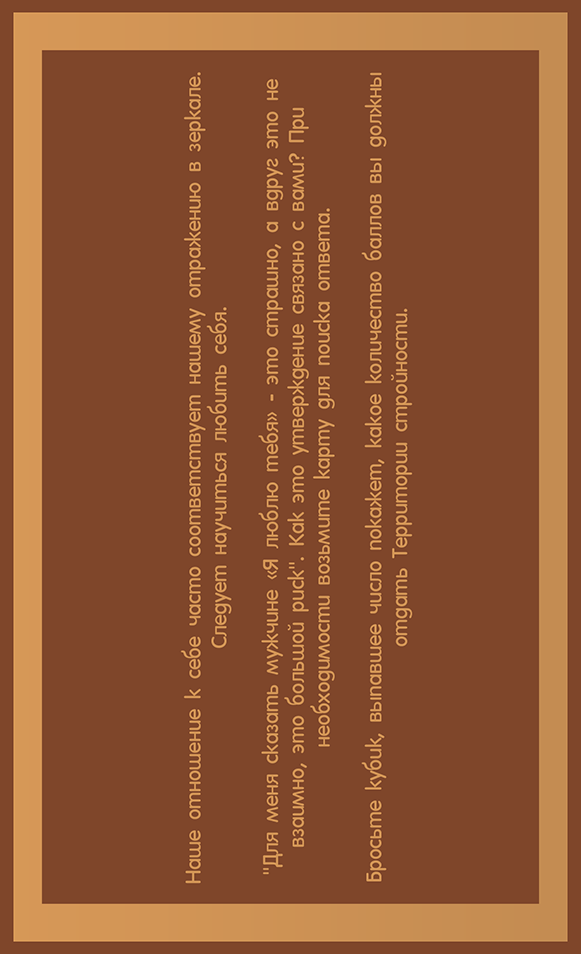 Наше отношение к себе часто соответствует нашему отражению в зеркале.
Следует научиться любить себя.
"Для меня сказать мужчине «Я люблю тебя» - это страшно, а вдруг это не
взаимно, это большой риск". Как это утверждение связано с вами? При
необходимости возьмите карту для поиска ответа.
Бросьте кубик, выпавшее число покажет, какое количество баллов вы должны
отдать Территории стройности.